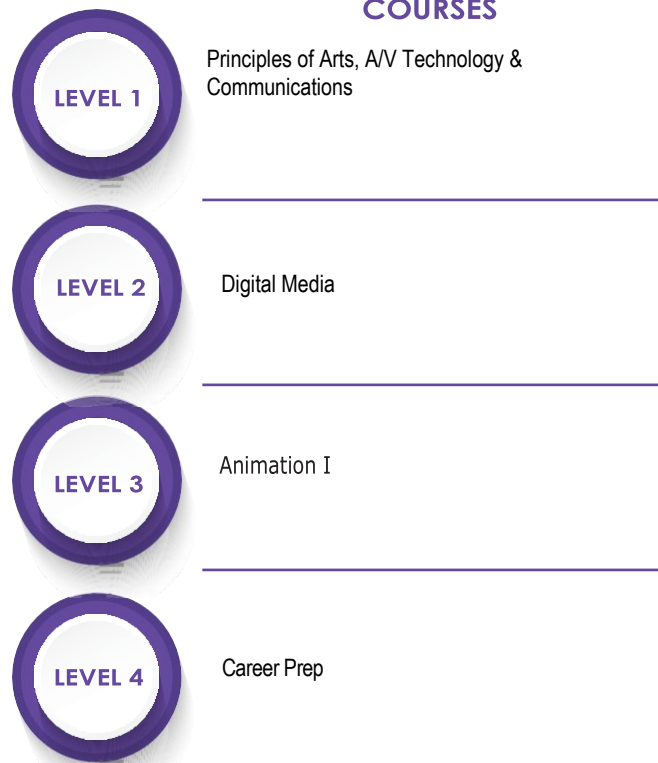 COURSES
LEVEL 1
Principles of Arts, A/V Technology &
Communications
LEVEL 2
Digital Media
LEVEL 3
Animation I
LEVEL 4
Career Prep